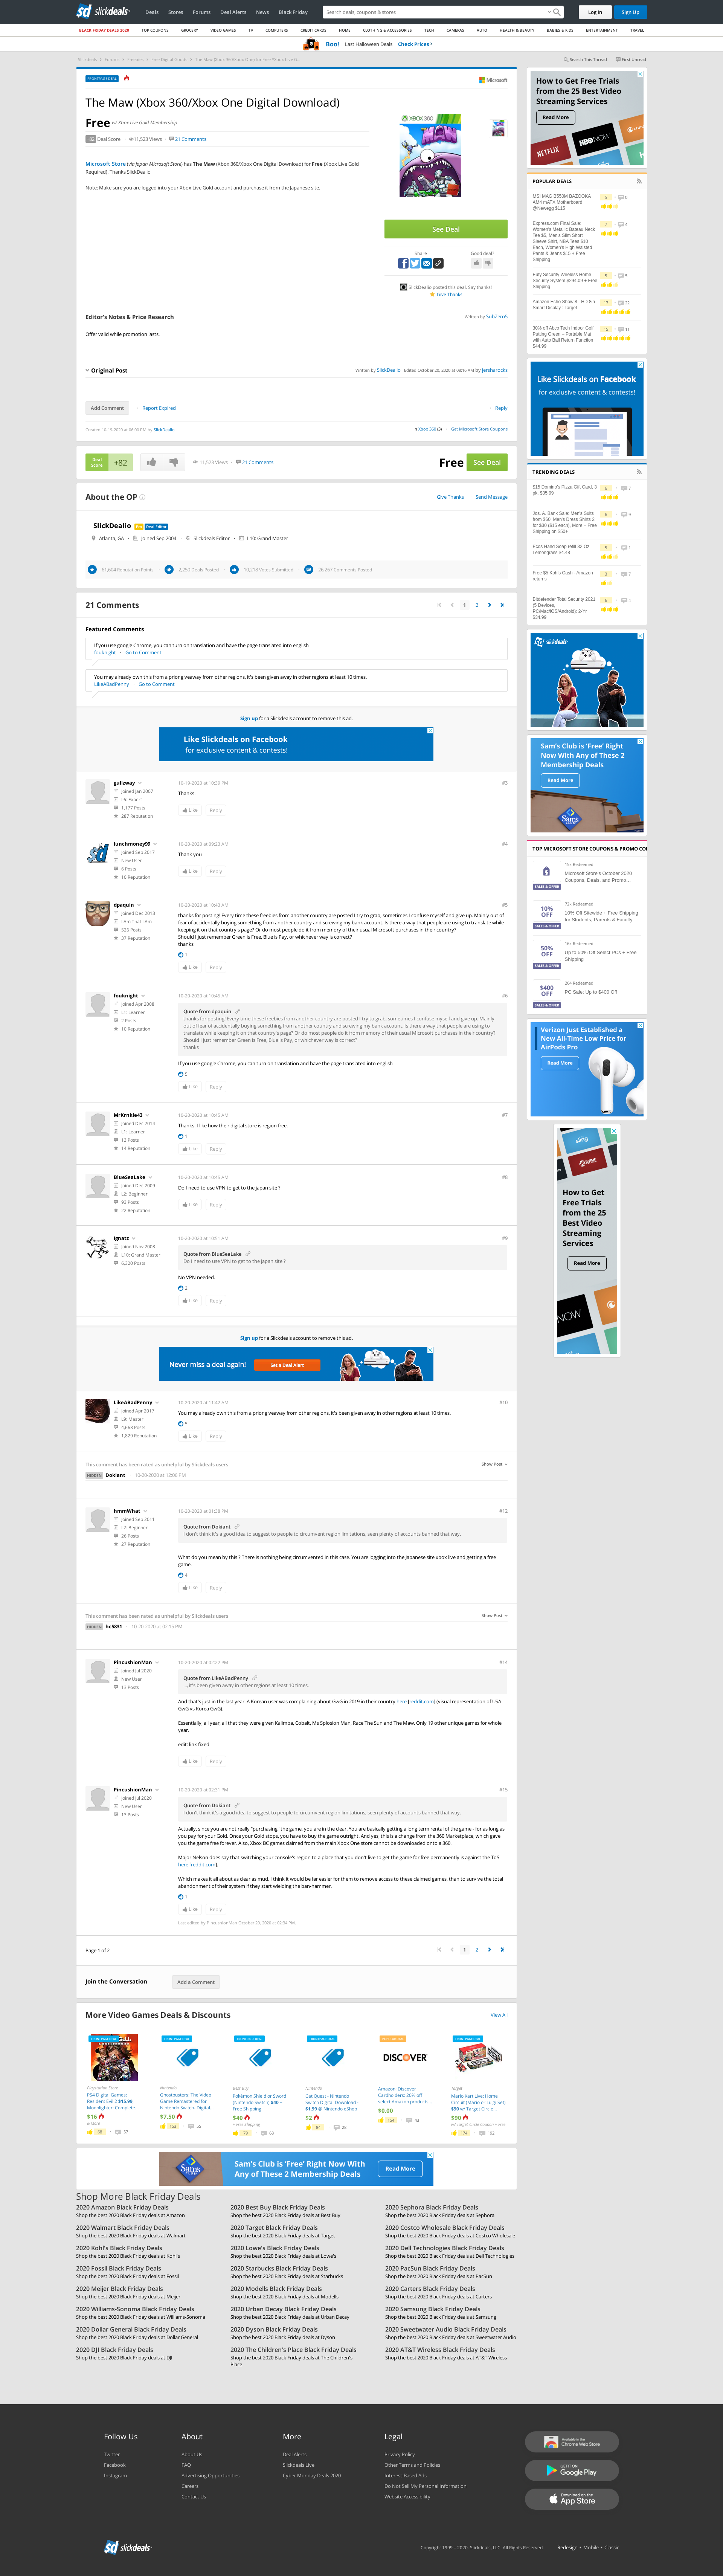 slickdeals
Deals Stores Forums Deal Alerts News Black Friday
Search deals, coupons & stores
Log In Sign Up
BLACK FRIDAY DEALS 2020 TOP COUPONS GROCERY VIDEO GAMES TV COMPUTERS CREDIT CARDS HOME CLOTHING & ACCESSORIES TECH CAMERAS AUTO HEALTH & BEAUTY BABIES & KIDS ENTERTAINMENT TRAVEL
Boo! Last Halloween Deals Check Prices
Search This Thread First Unread
FRONTPAGE DEAL
Microsoft
The Maw (Xbox 360/Xbox One Digital Download)
Free w/ Xbox Live Gold Membership
+82 Deal Score 11,523 Views 21 Comments
Microsoft Store (via Japan Microsoft Store) has The Maw (Xbox 360/Xbox One Digital Download) for Free (Xbox Live Gold
Required). Thanks SlickDealio
Note: Make sure you are logged into your Xbox Live Gold account and purchase it from the Japanese site.
See Deal
Share Good deal?
SlickDealio posted this deal. Say thanks!
Give Thanks
Editor's Notes & Price Research Written by SubZero5
Offer valid while promotion lasts.
Original Post Written by SlickDealio Edited October 20, 2020 at 08:16 AM by jersharocks
Add Comment Report Expired Reply
Created 10-19-2020 at 06:00 PM by SlickDealio in Xbox 360 (3) Get Microsoft Store Coupons
Deal Score +82 11,523 Views 21 Comments Free See Deal
About the OP Give Thanks Send Message
SlickDealio Pro Deal Editor
Atlanta, GA Joined Sep 2004 Slickdeals Editor L10: Grand Master
61,604 Reputation Points 2,250 Deals Posted 10,218 Votes Submitted 26,267 Comments Posted
21 Comments 1 2
Featured Comments
If you use google Chrome, you can turn on translation and have the page translated into english
fouknight Go to Comment
You may already own this from a prior giveaway from other regions, it's been given away in other regions at least 10 times.
LikeABadPenny Go to Comment
Sign up for a Slickdeals account to remove this ad.
Like Slickdeals on Facebook
for exclusive content & contests!
gullzway 10-19-2020 at 10:39 PM #3
Joined Jan 2007 Thanks.
L6: Expert
1,177 Posts Like Reply
287 Reputation
lunchmoney99 10-20-2020 at 09:23 AM #4
Joined Sep 2017 Thank you
New User
6 Posts Like Reply
10 Reputation
dpaquin 10-20-2020 at 10:43 AM #5
Joined Dec 2013
I Am That I Am
526 Posts
37 Reputation
thanks for posting! Every time these freebies from another country are posted I try to grab, sometimes I confuse myself and give up. Mainly out of
fear of accidentally buying something from another country and screwing my bank account. Is there a way that people are using to translate while
keeping it on that country's page? Or do most people do it from memory of what their usual Microsoft purchases their home country?
Should I just remember Green is Free, Blue is Pay, or whichever way is correct?
thanks
1
Like Reply
fouknight 10-20-2020 at 10:45 AM #6
Joined Apr 2008
L1: Learner
2 Posts
10 Reputation
Quote from dpaquin
thanks for posting! Every time these freebies from another country are posted I try to grab, sometimes I confuse myself and give up. Mainly
out of fear of accidentally buying something from another country and screwing my bank account. Is there a way that people are using to
translate while keeping it on that country's page? Or do most people do it from memory of what their usual Microsoft purchases their home country?
Should I just remember Green is Free, Blue is Pay, or whichever way is correct?
thanks
If you use google Chrome, you can turn on translation and have the page translated into english
5
Like Reply
MrKrnkle43 10-20-2020 at 10:45 AM #7
Joined Dec 2014 Thanks. I like how their digital store is region free.
L1: Learner
13 Posts 1
14 Reputation Like Reply
BlueSeaLake 10-20-2020 at 10:45 AM #8
Joined Dec 2009 Do I need to use VPN to get to the japan site ?
L2: Beginner
93 Posts Like Reply
22 Reputation
Ignatz 10-20-2020 at 10:51 AM #9
Joined Nov 2008
L10: Grand Master
6,320 Posts
Quote from BlueSeaLake
Do I need to use VPN to get to the japan site ?
No VPN needed.
2
Like Reply
Sign up for a Slickdeals account to remove this ad.
Never miss a deal again! Set a Deal Alert
LikeABadPenny 10-20-2020 at 11:42 AM #10
Joined Apr 2017 You may already own this from a prior giveaway from other regions, it's been given away in other regions at least 10 times.
L9: Master
4,663 Posts 5
1,825 Reputation Like Reply
This comment has been rated as unhelpful by Slickdeals users Show Post
HIDDEN Dokiant 10-20-2020 at 12:06 PM
hmmWhat 10-20-2020 at 01:38 PM #12
Joined Sep 2011
L2: Beginner
26 Posts
27 Reputation
Quote from Dokiant
I don't think it's a good idea to suggest to people to circumvent region limitations, seen plenty of accounts banned that way.
What do you mean by this ? There is nothing being circumvented in this case. You are logging into the Japanese site xbox live and getting a free
game.
4
Like Reply
This comment has been rated as unhelpful by Slickdeals users Show Post
HIDDEN hc5831 10-20-2020 at 02:15 PM
PincushionMan 10-20-2020 at 02:22 PM #14
Joined Jul 2020
New User
13 Posts
Quote from LikeABadPenny
.... it's been given away in other regions at least 10 times.
And that's just in the last year. A Korean user was complaining about GwG in 2019 in their country here [reddit.com] (visual representation of USA
GwG vs Korea GwG).
Essentially, all year, all that they were given Kalimba, Cobalt, Ms Splosion Man, Race The Sun and The Maw. Only 19 other unique games for whole
year.
edit: link fixed
Like Reply
PincushionMan 10-20-2020 at 02:31 PM #15
Joined Jul 2020
New User
13 Posts
Quote from Dokiant
I don't think it's a good idea to suggest to people to circumvent region limitations, seen plenty of accounts banned that way.
Actually, since you are not really "purchasing" the game, you are in the clear. You are basically getting a long term rental of the game - for as long as
you pay for your Gold. Once your Gold stops, you have to buy the game outright. And yes, this is a change from the 360 Marketplace, which gave
you the game free forever. Also, Xbox BC games claimed from the main Xbox One store cannot be downloaded onto a 360.
Major Nelson does say that switching your console's region to a place that you don't live to get the game for free permanently is against the ToS
here [reddit.com].
Which makes it all about as clear as mud. I think it would be far easier for them to remove access to these claimed games, than to survive the total
abandonment of their system if they start wielding the ban-hammer.
1
Like Reply
Last edited by PincushionMan October 20, 2020 at 02:34 PM.
Page 1 of 2 1 2
Join the Conversation Add a Comment
More Video Games Deals & Discounts View All
Playstation Store
PS4 Digital Games:
Resident Evil 2 $15.99,
Moonlighter: Complete...
$16
& More
88 57
Nintendo
Ghostbusters: The Video
Game Remastered for
Nintendo Switch- Digital...
$7.50
153 55
Best Buy
Pokémon Shield or Sword
(Nintendo Switch) $40 +
Free Shipping
$40
+ Free Shipping
79 68
Nintendo
Cat Quest - Nintendo
Switch Digital Download -
$1.99 @ Nintendo eShop
$2
84 28
DISCOVER
Amazon: Discover
Cardholders: 20% off
select Amazon products...
$0.00
154 43
Target
Mario Kart Live: Home
Circuit (Mario or Luigi Set)
$90 w/ Target Circle...
$90
w/ Target Circle Coupon + Free
174 102
Sam's Club is 'Free' Right Now With
Any of These 2 Membership Deals
Read More
Shop More Black Friday Deals
2020 Amazon Black Friday Deals 2020 Best Buy Black Friday Deals 2020 Sephora Black Friday Deals
Shop the best 2020 Black Friday deals at Amazon Shop the best 2020 Black Friday deals at Best Buy Shop the best 2020 Black Friday deals at Sephora
2020 Walmart Black Friday Deals 2020 Target Black Friday Deals 2020 Costco Wholesale Black Friday Deals
Shop the best 2020 Black Friday deals at Walmart Shop the best 2020 Black Friday deals at Target Shop the best 2020 Black Friday deals at Costco Wholesale
2020 Kohl's Black Friday Deals 2020 Lowe's Black Friday Deals 2020 Dell Technologies Black Friday Deals
Shop the best 2020 Black Friday deals at Kohl's Shop the best 2020 Black Friday deals at Lowe's Shop the best 2020 Black Friday deals at Dell Technologies
2020 Fossil Black Friday Deals 2020 Starbucks Black Friday Deals 2020 PacSun Black Friday Deals
Shop the best 2020 Black Friday deals at Fossil Shop the best 2020 Black Friday deals at Starbucks Shop the best 2020 Black Friday deals at PacSun
2020 Meijer Black Friday Deals 2020 Modells Black Friday Deals 2020 Carters Black Friday Deals
Shop the best 2020 Black Friday deals at Meijer Shop the best 2020 Black Friday deals at Modells Shop the best 2020 Black Friday deals at Carters
2020 Williams-Sonoma Black Friday Deals 2020 Urban Decay Black Friday Deals 2020 Samsung Black Friday Deals
Shop the best 2020 Black Friday deals at Williams-Sonoma Shop the best 2020 Black Friday deals at Urban Decay Shop the best 2020 Black Friday deals at Samsung
2020 Dollar General Black Friday Deals 2020 Dyson Black Friday Deals 2020 Sweetwater Audio Black Friday Deals
Shop the best 2020 Black Friday deals at Dollar General Shop the best 2020 Black Friday deals at Dyson Shop the best 2020 Black Friday deals at Sweetwater Audio
2020 DJI Black Friday Deals 2020 The Children's Place Black Friday Deals 2020 AT&T Wireless Black Friday Deals
Shop the best 2020 Black Friday deals at DJI Shop the best 2020 Black Friday deals at The Children's Place Shop the best 2020 Black Friday deals at AT&T Wireless
How to Get Free Trials
from the 25 Best Video
Streaming Services
Read More
NETFLIX HBO NOW
POPULAR DEALS
MSI MAG B550M BAZOOKA
AM4 mATX Motherboard
@Newegg $115
Express.com Final Sale:
Women's Metallic Bateau Neck
Tee $5, Men's Slim Short
Sleeve Shirt, NBA Tees $10
Each, Women's High Waisted
Pants & Jeans $15 + Free
Shipping
Eufy Security Wireless Home
Security System $294.09 + Free
Shipping
Amazon Echo Show 8 - HD 8in
Smart Display : Target
17 22
30% off Abco Tech Indoor Golf
Putting Green – Portable Mat
with Auto Ball Return Function
$44.99
15 11
Like Slickdeals on Facebook
for exclusive content & contests!
TRENDING DEALS
$15 Domino's Pizza Gift Card, 3
pk. $35.99
Jos. A. Bank Sale: Men's Suits
from $60, Men's Dress Shirts 2
for $30 ($15 each), More + Free
Shipping on $50+
Ecos Hand Soap refill 32 Oz
Lemongrass $4.48
Free $5 Kohls Cash - Amazon
returns
Bitdefender Total Security 2021
(5 Devices,
PC/MacIOS/Android): 2-Yr
$34.99
slickdeals
Sam's Club is 'Free' Right
Now With Any of These 2
Membership Deals
Read More
TOP MICROSOFT STORE COUPONS & PROMO COD
SALES & OFFER
15k Redeemed
Microsoft Store's October 2020
Coupons, Deals, and Promo...
10% OFF
SALES & OFFER
72k Redeemed
10% Off Sitewide + Free Shipping
for Students, Parents & Faculty
50% OFF
SALES & OFFER
16k Redeemed
Up to 50% Off Select PCs + Free
Shipping
$400 OFF
SALES & OFFER
264 Redeemed
PC Sale: Up to $400 Off
Verizon Just Established a
New All-Time Low Price for
AirPods Pro
Read More
sling
SHOWTIME
How to Get
Free Trials
from the 25
Best Video
Streaming
Services
Read More
NOW
Follow Us About More Legal
Twitter About Us Deal Alerts Privacy Policy
Facebook FAQ Slickdeals Live Other Terms and Policies
Instagram Advertising Opportunities Cyber Monday Deals 2020 Interest-Based Ads
Careers Do Not Sell My Personal Information
Contact Us Website Accessibility
Available in the Chrome Web Store
GET IT ON Google Play
Download on the App Store
slickdeals
Copyright 1999 - 2020. Slickdeals, LLC. All Rights Reserved. Redesign • Mobile • Classic